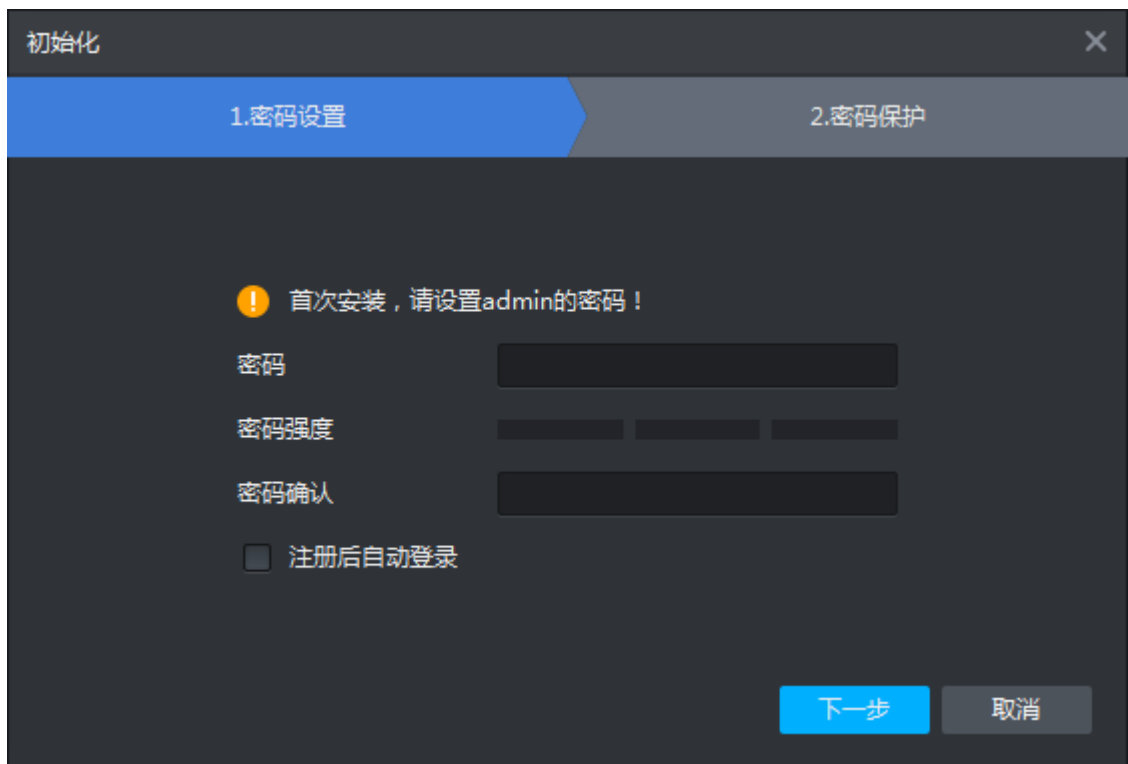 初始化
1.密码设置
2.密码保护
首次安装，请设置admin的密码！
密码
密码强度
密码确认
注册后自动登录
下一步
取消